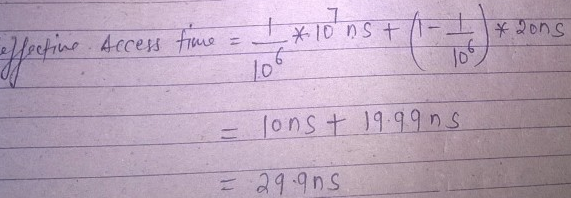 effective Access time = 1/10^6 * 10^7 ns + (1 - 1/10^6) * 20ns
= 10ns + 19.99ns
= 29.9ns